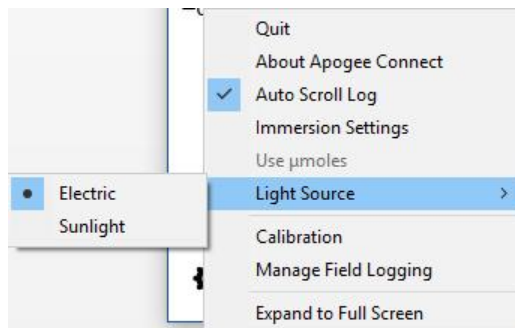 Quit
About Apogee Connect
Auto Scroll Log
Immersion Settings
Use µmoles
Light Source
Electric
Sunlight
Calibration
Manage Field Logging
Expand to Full Screen